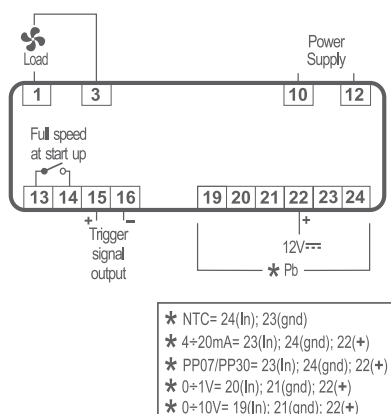 Load
Power
Supply
1 3 10 12
Full speed
at start up
13 14 15 16 19 20 21 22 23 24
+ −
Trigger
signal
output
+
12V⎓
★ Pb
★ NTC= 24(In); 23(gnd)
★ 4÷20mA= 23(In); 24(gnd); 22(+)
★ PP07/PP30= 23(In); 24(gnd); 22(+)
★ 0÷1V= 20(In); 21(gnd); 22(+)
★ 0÷10V= 19(In); 21(gnd); 22(+)